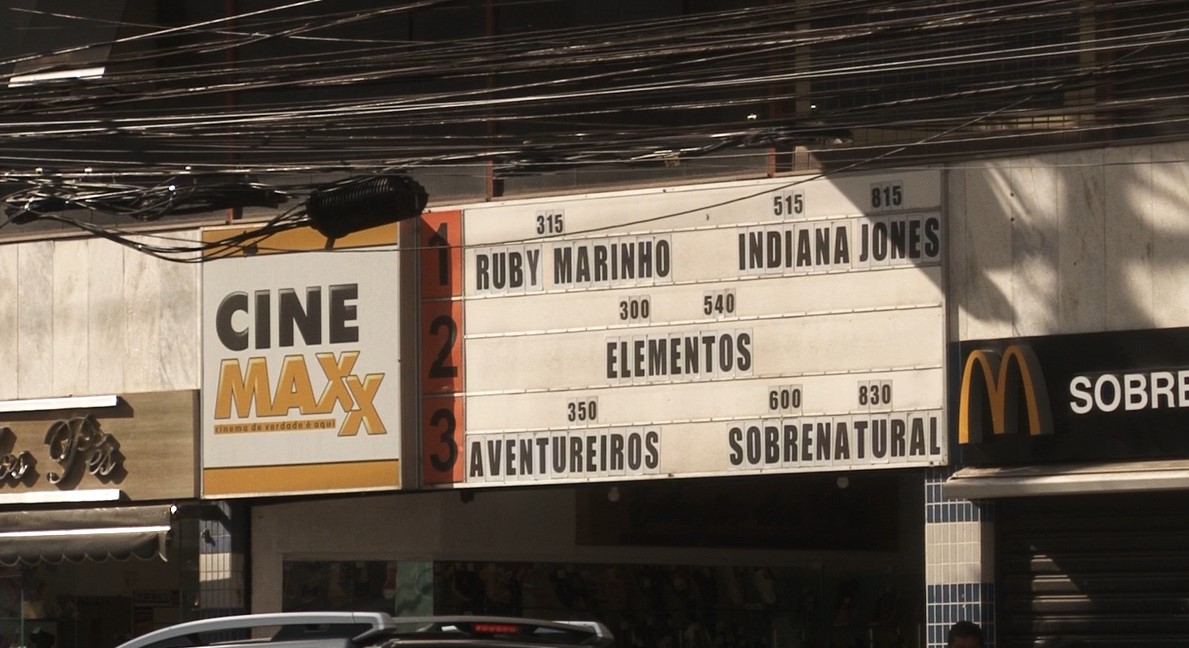 CINE
MAXX
cinema de verdade é aqui
1
315 515 815
RUBY MARINHO INDIANA JONES
2
300 540
ELEMENTOS
3
350 600 830
AVENTUREIROS SOBRENATURAL
Pés
SOBRE